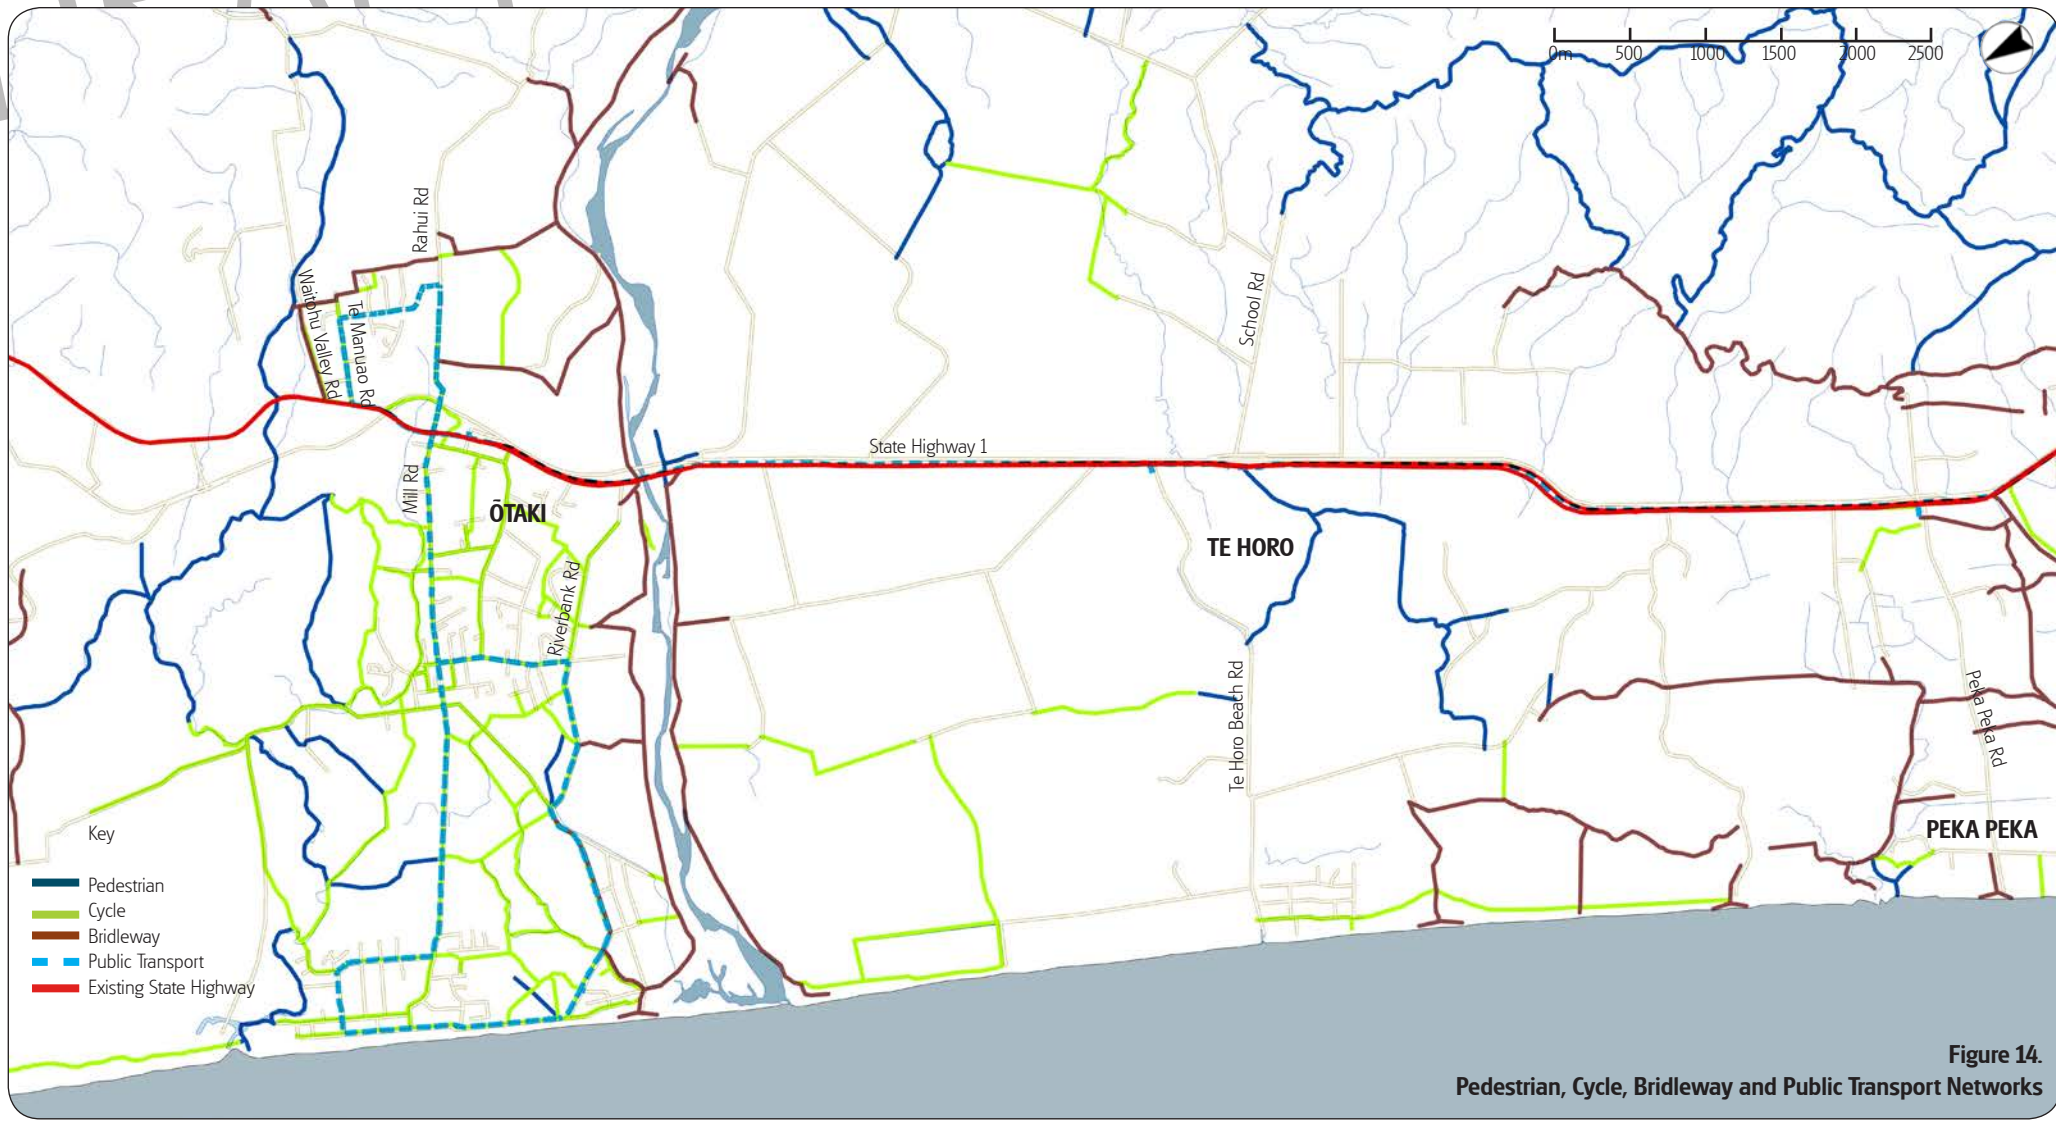 0m 500 1000 1500 2000 2500
Rahui Rd
Waitohu Valley Rd
Te Manuao Rd
School Rd
State Highway 1
Mill Rd
ŌTAKI
TE HORO
Riverbank Rd
Te Horo Beach Rd
Peka Peka Rd
PEKA PEKA
Key
Pedestrian
Cycle
Bridleway
Public Transport
Existing State Highway
Figure 14.
Pedestrian, Cycle, Bridleway and Public Transport Networks